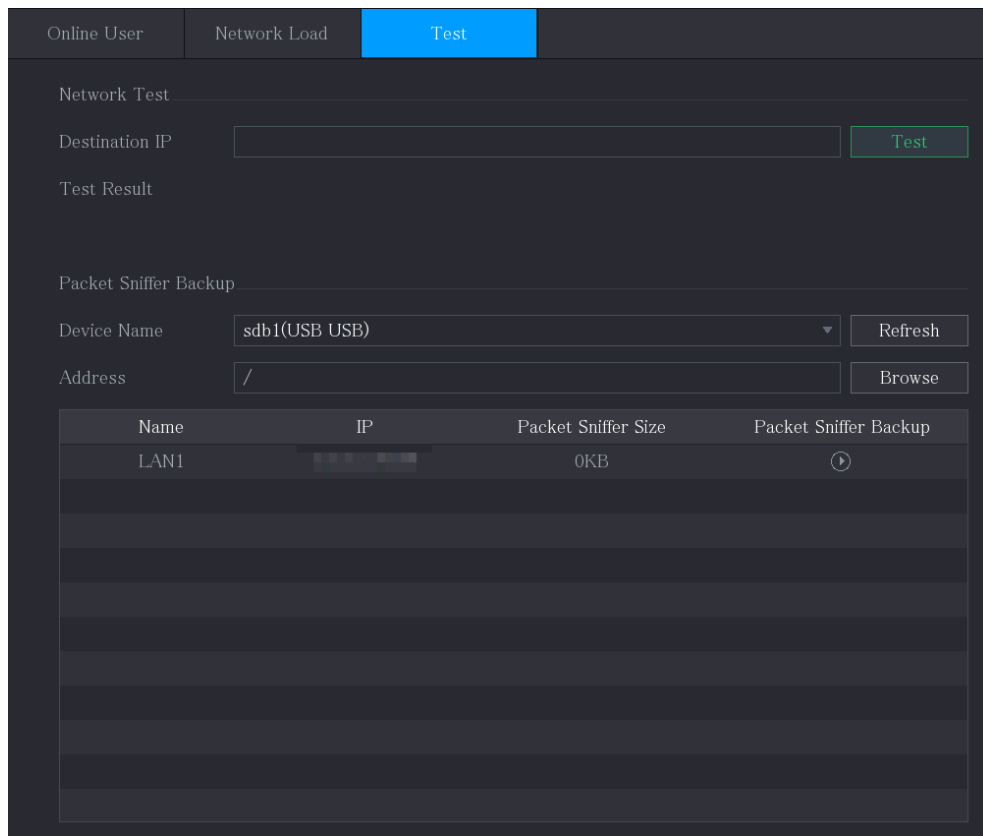 Online User Network Load Test
Network Test
Destination IP Test
Test Result
Packet Sniffer Backup
Device Name sdb1(USB USB) Refresh
Address / Browse
Name IP Packet Sniffer Size Packet Sniffer Backup
LAN1 0KB